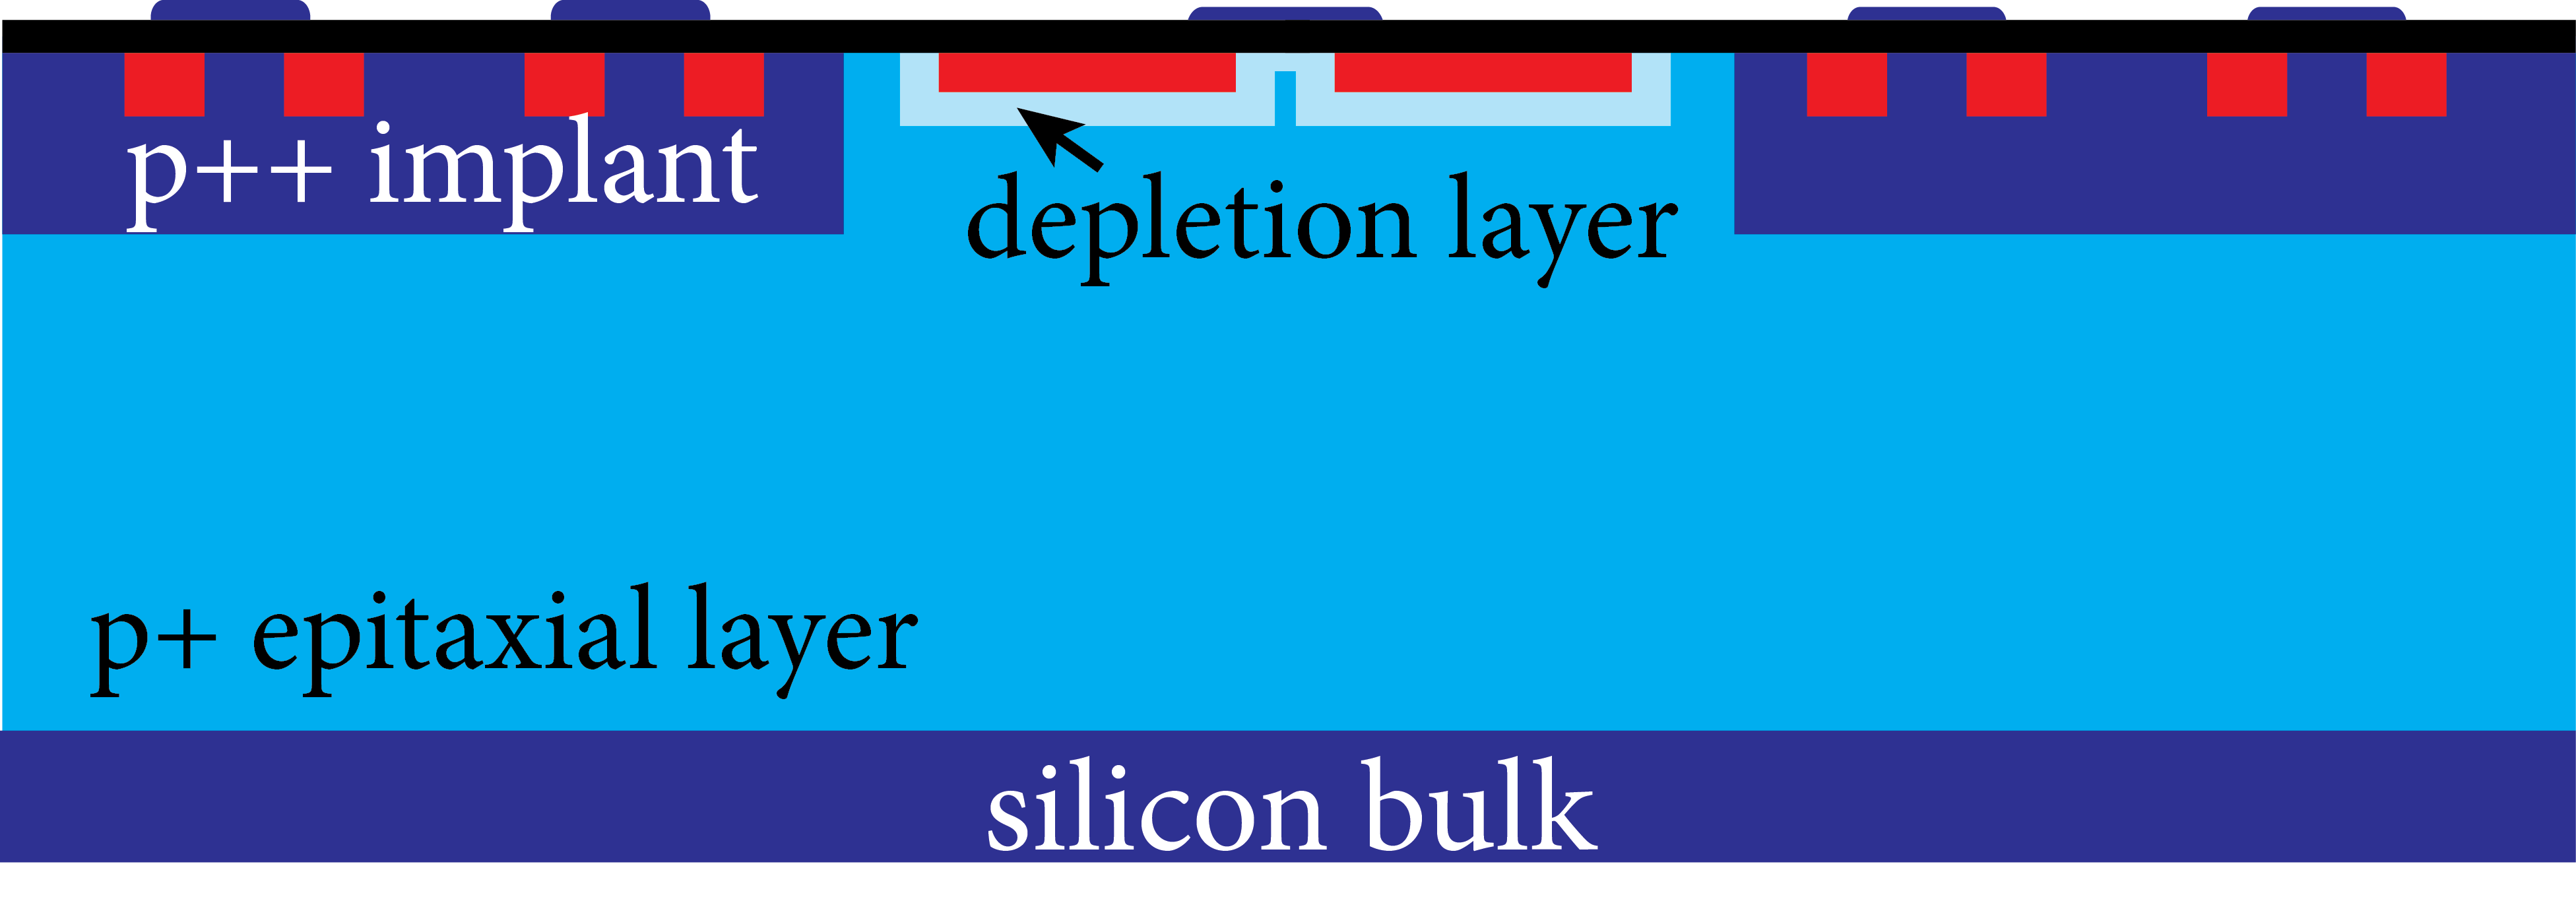 p++ implant
depletion layer
p+ epitaxial layer
silicon bulk